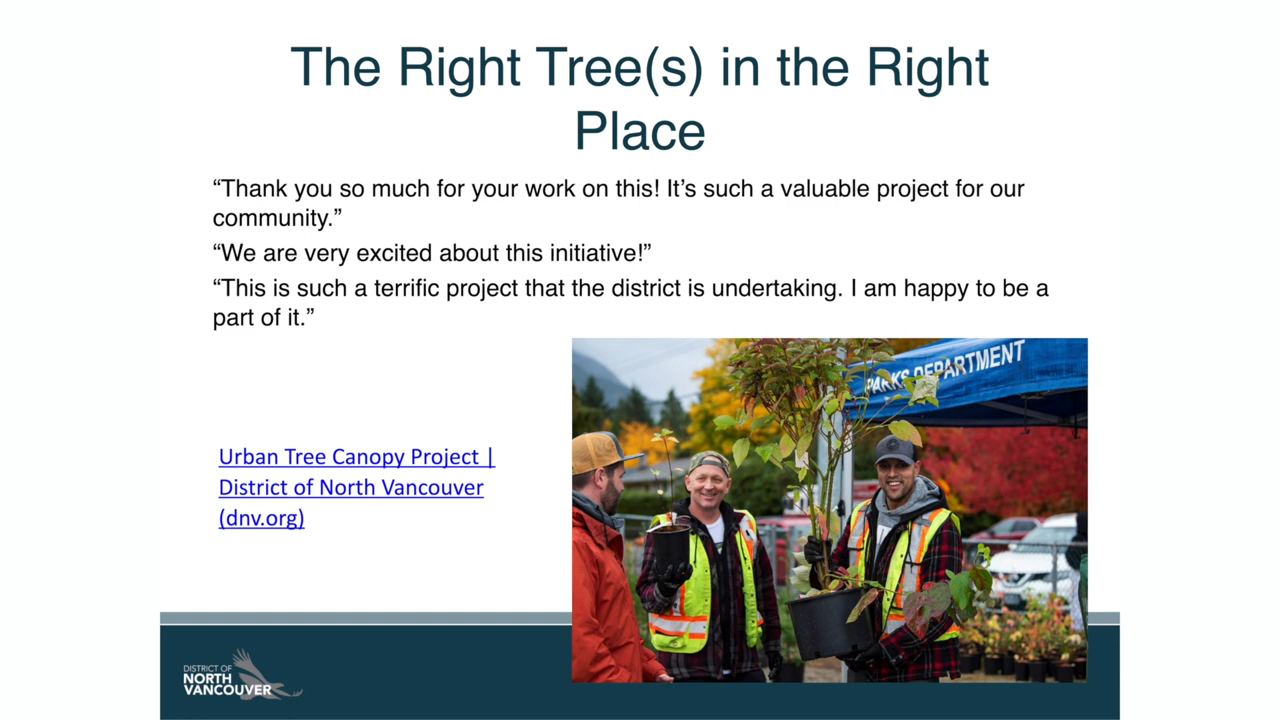 The Right Tree(s) in the Right
Place
“Thank you so much for your work on this! It’s such a valuable project for our
community.”
“We are very excited about this initiative!”
“This is such a terrific project that the district is undertaking. I am happy to be a
part of it.”
PARKS DEPARTMENT
Urban Tree Canopy Project |
District of North Vancouver
(dnv.org)
DISTRICT OF
NORTH
VANCOUVER